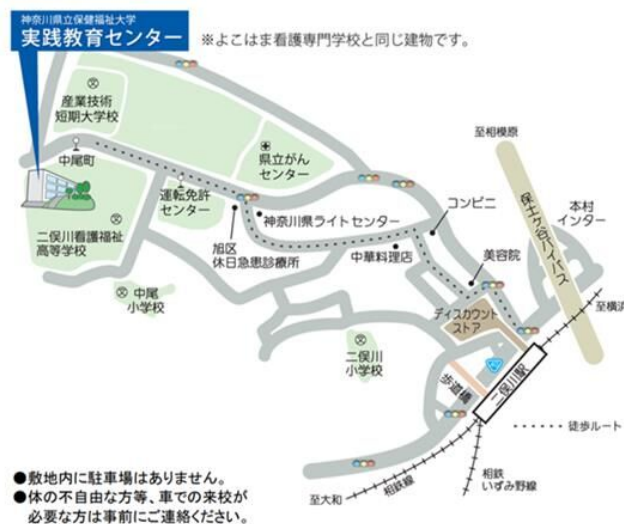 神奈川県立保健福祉大学
実践教育センター
※よこはま看護専門学校と同じ建物です。
産業技術
短期大学校
中尾町
県立がん
センター
運転免許
センター
至相模原
保土ヶ谷バイパス
本村
インター
コンビニ
神奈川県ライトセンター
旭区
休日急患診療所
中華料理店
美容院
二俣川看護福祉
高等学校
中尾
小学校
ディスカウント
ストア
至横浜
二俣川
小学校
歩道橋
二俣川駅
徒歩ルート
相鉄
いずみ野線
相鉄線
至大和
●敷地内に駐車場はありません。
●体の不自由な方等、車での来校が
必要な方は事前にご連絡ください。